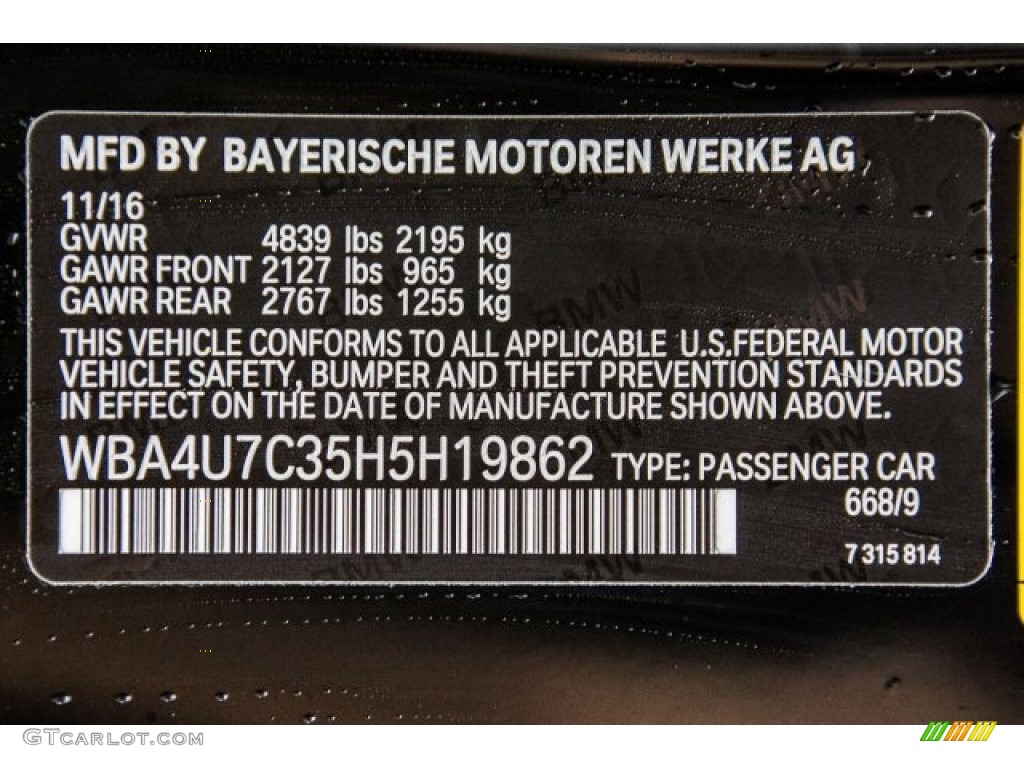 MFD BY BAYERISCHE MOTOREN WERKE AG
11/16
GVWR 4839 lbs 2195 kg
GAWR FRONT 2127 lbs 965 kg
GAWR REAR 2767 lbs 1255 kg
THIS VEHICLE CONFORMS TO ALL APPLICABLE U.S.FEDERAL MOTOR
VEHICLE SAFETY, BUMPER AND THEFT PREVENTION STANDARDS
IN EFFECT ON THE DATE OF MANUFACTURE SHOWN ABOVE.
WBA4U7C35H5H19862 TYPE: PASSENGER CAR
668/9
7 315 814
GTCarlot.com